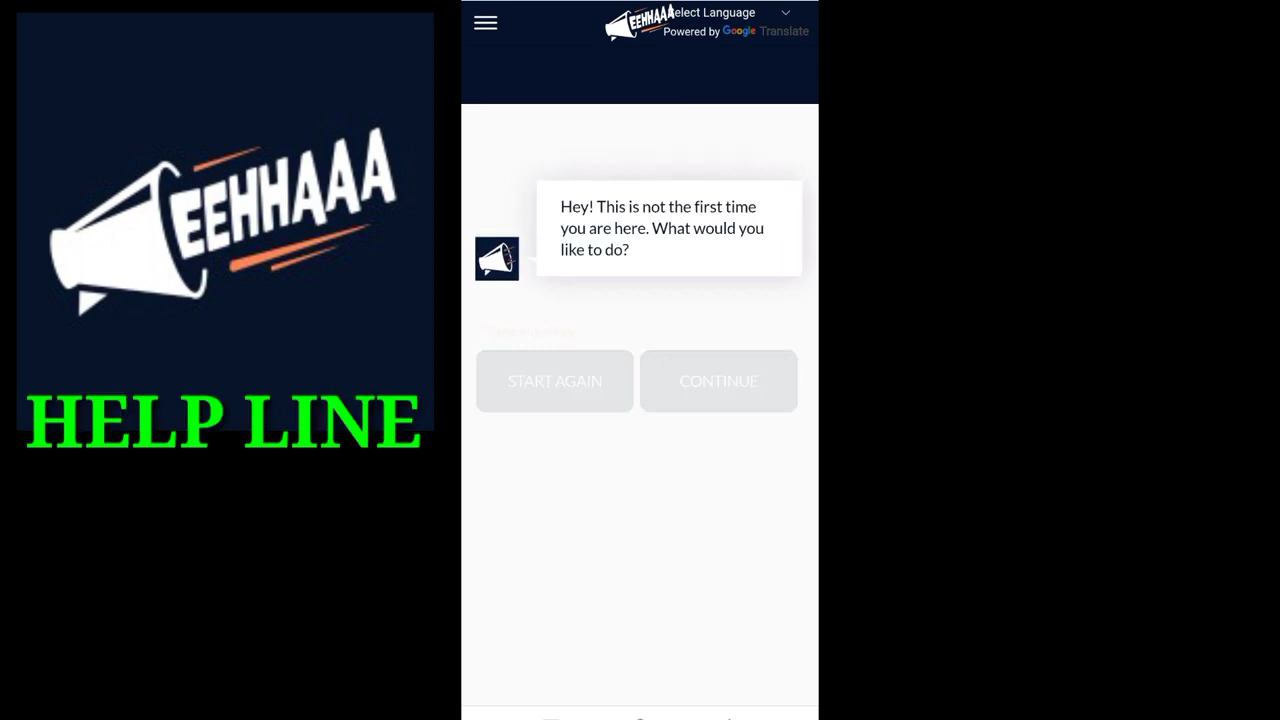 EEHHAAA
HELP LINE
EEHHAAA
elect Language
Powered by Google Translate
Hey! This is not the first time
you are here. What would you
like to do?
START AGAIN
CONTINUE